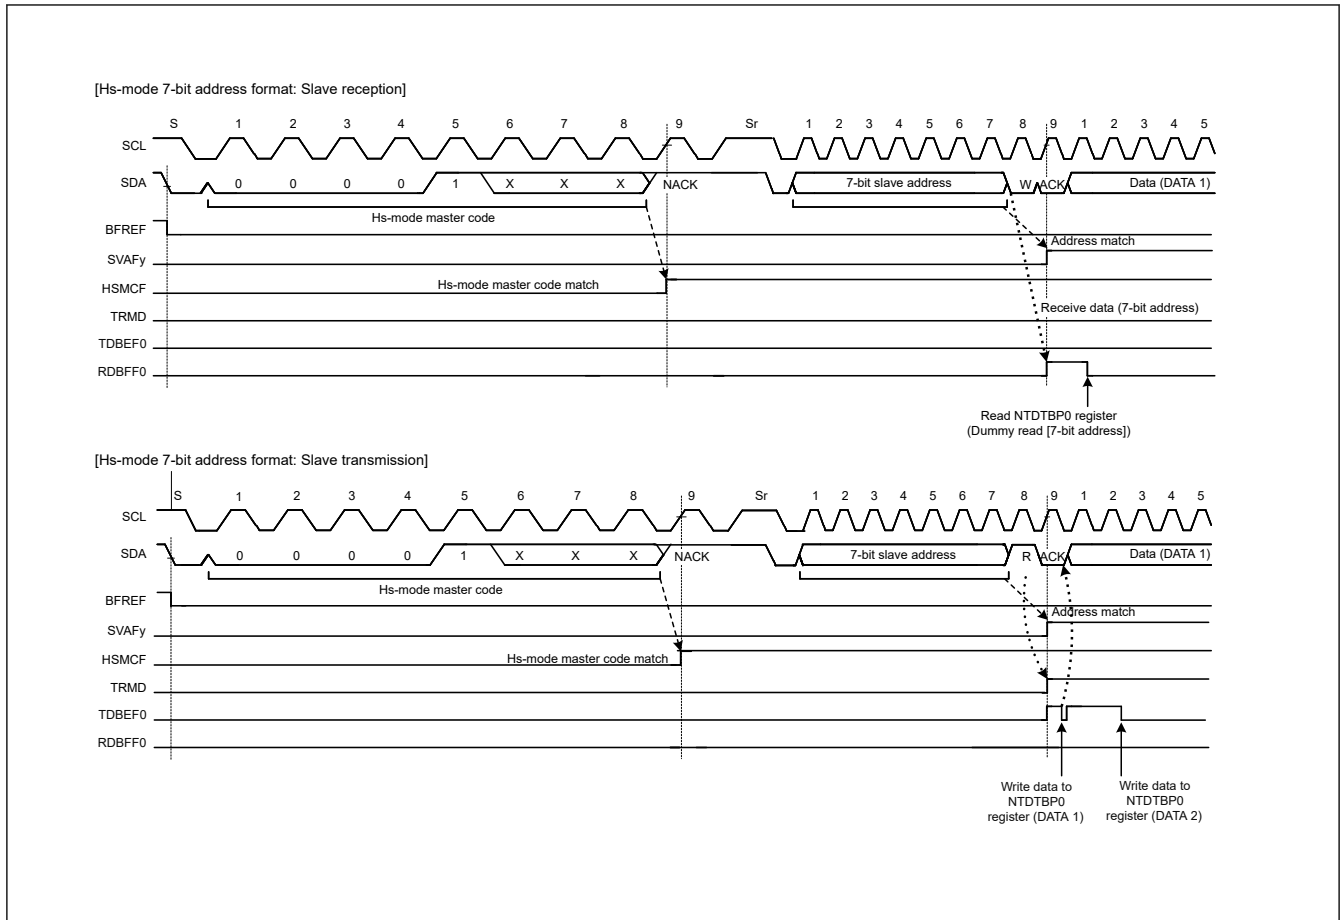 [Hs-mode 7-bit address format: Slave reception]
S 1 2 3 4 5 6 7 8 9 Sr 1 2 3 4 5 6 7 8 9 1 2 3 4 5
SCL
SDA 0 0 0 0 1 X X X NACK 7-bit slave address W ACK Data (DATA 1)
Hs-mode master code
BFREF
Address match
SVAFy
HSMCF Hs-mode master code match
Receive data (7-bit address)
TRMD
TDBEF0
RDBFF0
Read NTDTBP0 register
(Dummy read [7-bit address])
[Hs-mode 7-bit address format: Slave transmission]
S 1 2 3 4 5 6 7 8 9 Sr 1 2 3 4 5 6 7 8 9 1 2 3 4 5
SCL
SDA 0 0 0 0 1 X X X NACK 7-bit slave address R ACK Data (DATA 1)
Hs-mode master code
BFREF
Address match
SVAFy
HSMCF Hs-mode master code match
TRMD
TDBEF0
RDBFF0
Write data to
NTDTBP0
register (DATA 1)
Write data to
NTDTBP0
register (DATA 2)